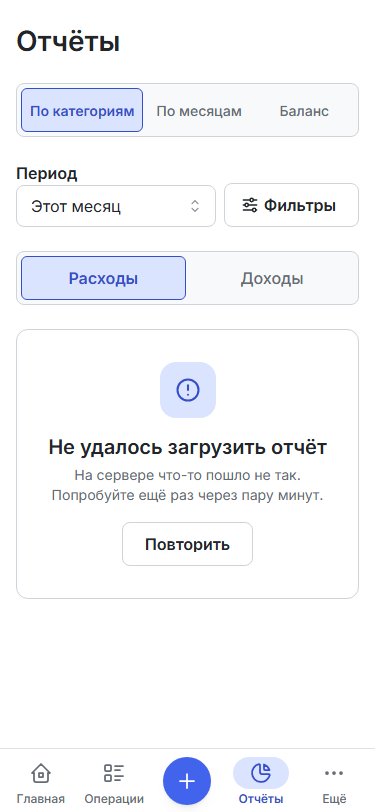 Отчёты
По категориям По месяцам Баланс
Период
Этот месяц Фильтры
Расходы Доходы
Не удалось загрузить отчёт
На сервере что-то пошло не так.
Попробуйте ещё раз через пару минут.
Повторить
Главная Операции Отчёты Ещё